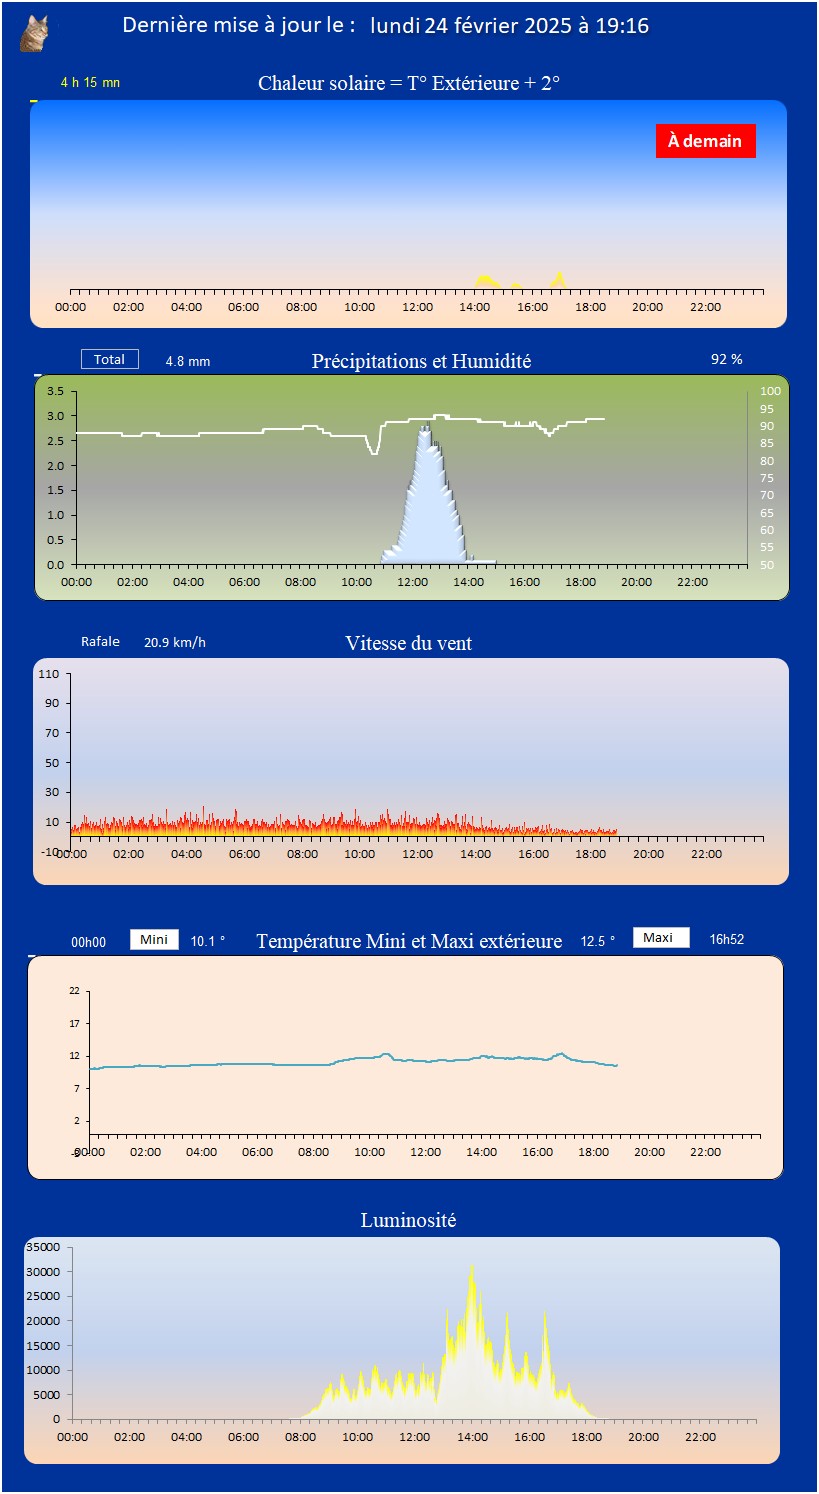 Dernière mise à jour le : lundi 24 février 2025 à 19:16
4 h 15 mn
Chaleur solaire = T° Extérieure + 2°
À demain
00:00 02:00 04:00 06:00 08:00 10:00 12:00 14:00 16:00 18:00 20:00 22:00
Total 4.8 mm Précipitations et Humidité 92 %
3.5 100
3.0 95
2.5 90
2.0 85
1.5 80
1.0 75
0.5 70
0.0 65
60
55
50
00:00 02:00 04:00 06:00 08:00 10:00 12:00 14:00 16:00 18:00 20:00 22:00
Rafale 20.9 km/h Vitesse du vent
110
90
70
50
30
10
-10
00:00 02:00 04:00 06:00 08:00 10:00 12:00 14:00 16:00 18:00 20:00 22:00
00h00 Mini 10.1 ° Température Mini et Maxi extérieure 12.5 ° Maxi 16h52
22
17
12
7
2
00:00 02:00 04:00 06:00 08:00 10:00 12:00 14:00 16:00 18:00 20:00 22:00
Luminosité
35000
30000
25000
20000
15000
10000
5000
0
00:00 02:00 04:00 06:00 08:00 10:00 12:00 14:00 16:00 18:00 20:00 22:00